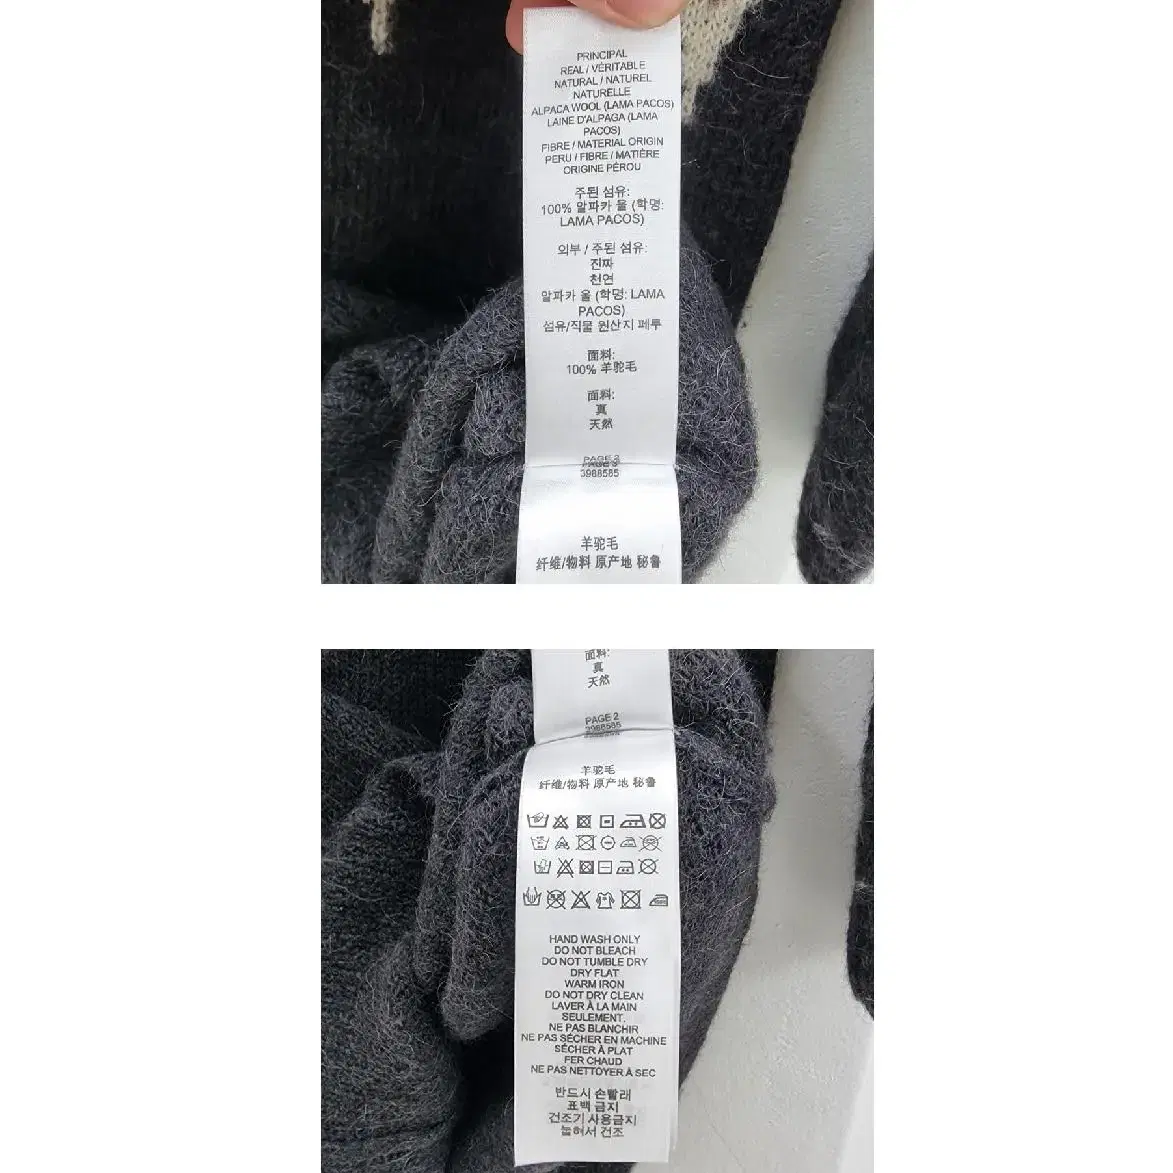 PRINCIPAL
REAL / VÉRITABLE
NATURAL / NATUREL
NATURELLE
ALPACA WOOL (LAMA PACOS)
LAINE D'ALPAGA (LAMA
PACOS)
FIBRE / MATERIAL ORIGIN
PERU / FIBRE / MATIÈRE
ORIGINE PÉROU
주된 섬유:
100% 알파카 울 (학명:
LAMA PACOS)
외부 / 주된 섬유:
진짜
천연
알파카 울 (학명: LAMA
PACOS)
섬유/직물 원산지 페루
面料:
100% 羊驼毛
面料:
真
天然
3988585
羊驼毛
纤维/物料 原产地 秘鲁
面料:
真
天然
PAGE 2
3988585
羊驼毛
纤维/物料 原产地 秘鲁
HAND WASH ONLY
DO NOT BLEACH
DO NOT TUMBLE DRY
DRY FLAT
WARM IRON
DO NOT DRY CLEAN
LAVER À LA MAIN
SEULEMENT.
NE PAS BLANCHIR
NE PAS SÉCHER EN MACHINE
SÉCHER À PLAT
FER CHAUD
NE PAS NETTOYER À SEC
반드시 손빨래
표백 금지
건조기 사용금지
눕혀서 건조